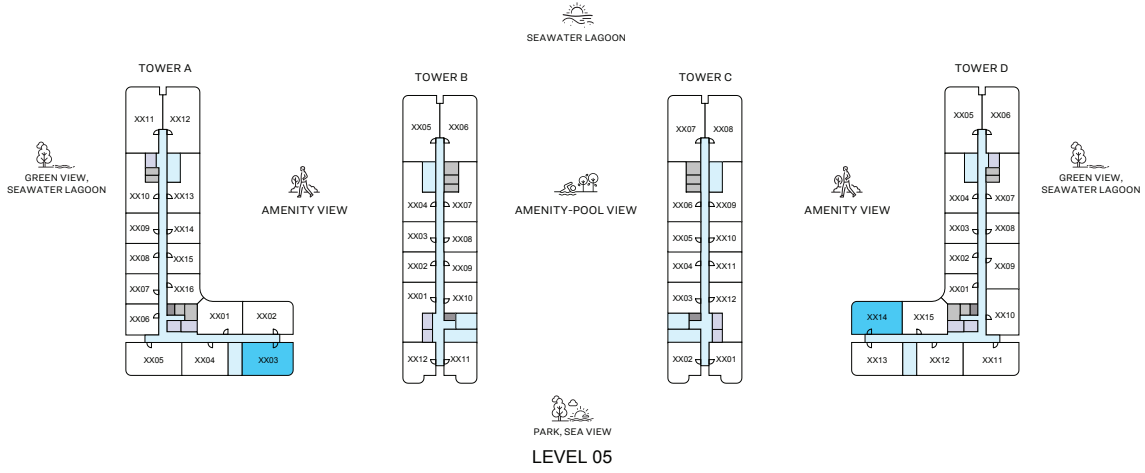 SEAWATER LAGOON
TOWER A
TOWER B
TOWER C
TOWER D
XX11
XX12
XX10
XX13
XX09
XX14
XX08
XX15
XX07
XX16
XX06
XX01
XX02
XX05
XX04
XX03
XX05
XX06
XX04
XX07
XX03
XX08
XX02
XX09
XX01
XX10
XX12
XX11
XX07
XX08
XX06
XX09
XX05
XX10
XX04
XX11
XX03
XX12
XX02
XX01
XX05
XX06
XX04
XX07
XX03
XX08
XX02
XX09
XX01
XX10
XX14
XX15
XX13
XX12
XX11
GREEN VIEW,
SEAWATER LAGOON
AMENITY VIEW
AMENITY-POOL VIEW
AMENITY VIEW
GREEN VIEW,
SEAWATER LAGOON
PARK, SEA VIEW
LEVEL 05